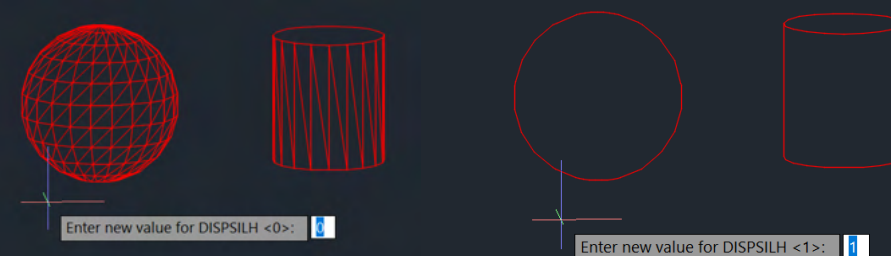 Enter new value for DISPSILH <0>: 0
Enter new value for DISPSILH <1>: 1